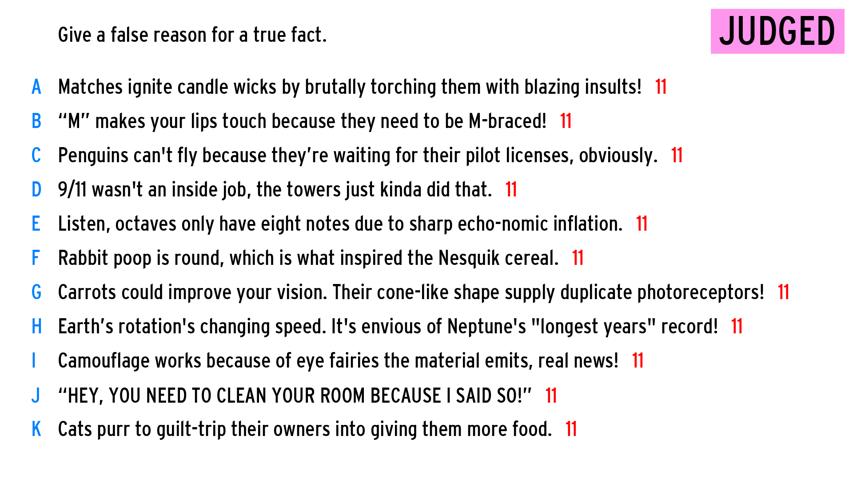 Give a false reason for a true fact.
JUDGED
A Matches ignite candle wicks by brutally torching them with blazing insults! 11
B “M” makes your lips touch because they need to be M-braced! 11
C Penguins can't fly because they’re waiting for their pilot licenses, obviously. 11
D 9/11 wasn't an inside job, the towers just kinda did that. 11
E Listen, octaves only have eight notes due to sharp echo-nomic inflation. 11
F Rabbit poop is round, which is what inspired the Nesquik cereal. 11
G Carrots could improve your vision. Their cone-like shape supply duplicate photoreceptors! 11
H Earth’s rotation's changing speed. It's envious of Neptune's "longest years" record! 11
I Camouflage works because of eye fairies the material emits, real news! 11
J “HEY, YOU NEED TO CLEAN YOUR ROOM BECAUSE I SAID SO!” 11
K Cats purr to guilt-trip their owners into giving them more food. 11